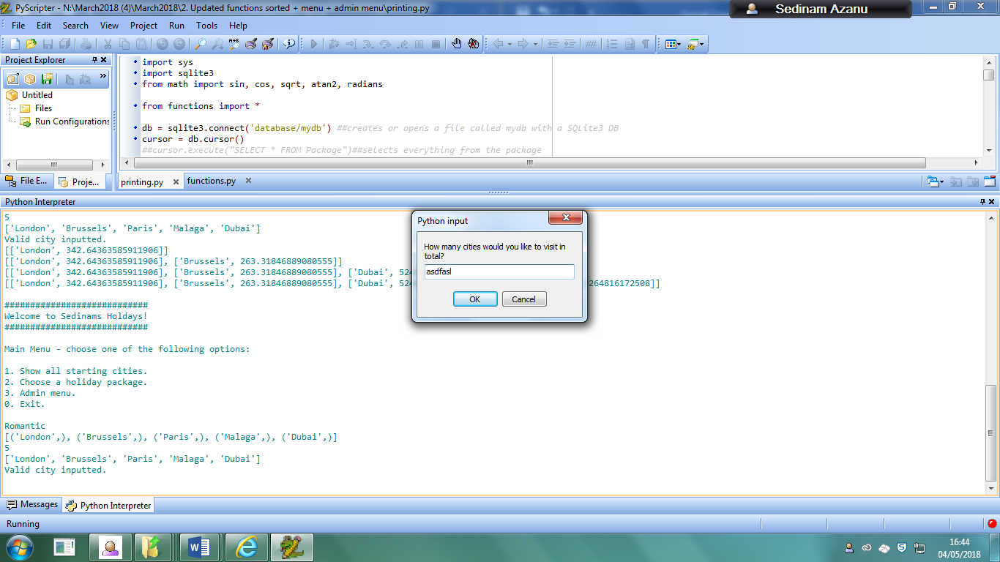 PyScripter - N:\March2018 (4)\March2018\2. Updated functions sorted + menu + admin menu\printing.py
Sedinam Azanu
File Edit Search View Project Run Tools Help
Project Explorer
Untitled
Files
Run Configurations
File E...
Proje...
import sys
import sqlite3
from math import sin, cos, sqrt, atan2, radians
from functions import *
db = sqlite3.connect('database/mydb') ##creates or opens a file called mydb with a SQLite3 DB
cursor = db.cursor()
##cursor.execute("SELECT * FROM Package")##selects everything from the package
printing.py
functions.py
Python Interpreter
5
['London', 'Brussels', 'Paris', 'Malaga', 'Dubai']
Valid city inputted.
[['London', 342.64363585911906]]
[['London', 342.64363585911906], ['Brussels', 263.31846889080555]]
[['London', 342.64363585911906], ['Brussels', 263.31846889080555], ['Dubai', 524
[['London', 342.64363585911906], ['Brussels', 263.31846889080555], ['Dubai', 524 264816172508]]
############################
Welcome to Sedinams Holdays!
############################
Main Menu - choose one of the following options:
1. Show all starting cities.
2. Choose a holiday package.
3. Admin menu.
0. Exit.
Romantic
[('London',), ('Brussels',), ('Paris',), ('Malaga',), ('Dubai',)]
5
['London', 'Brussels', 'Paris', 'Malaga', 'Dubai']
Valid city inputted.
Python input
How many cities would you like to visit in
total?
asdfasl
OK
Cancel
Messages
Python Interpreter
Running
16:44
04/05/2018